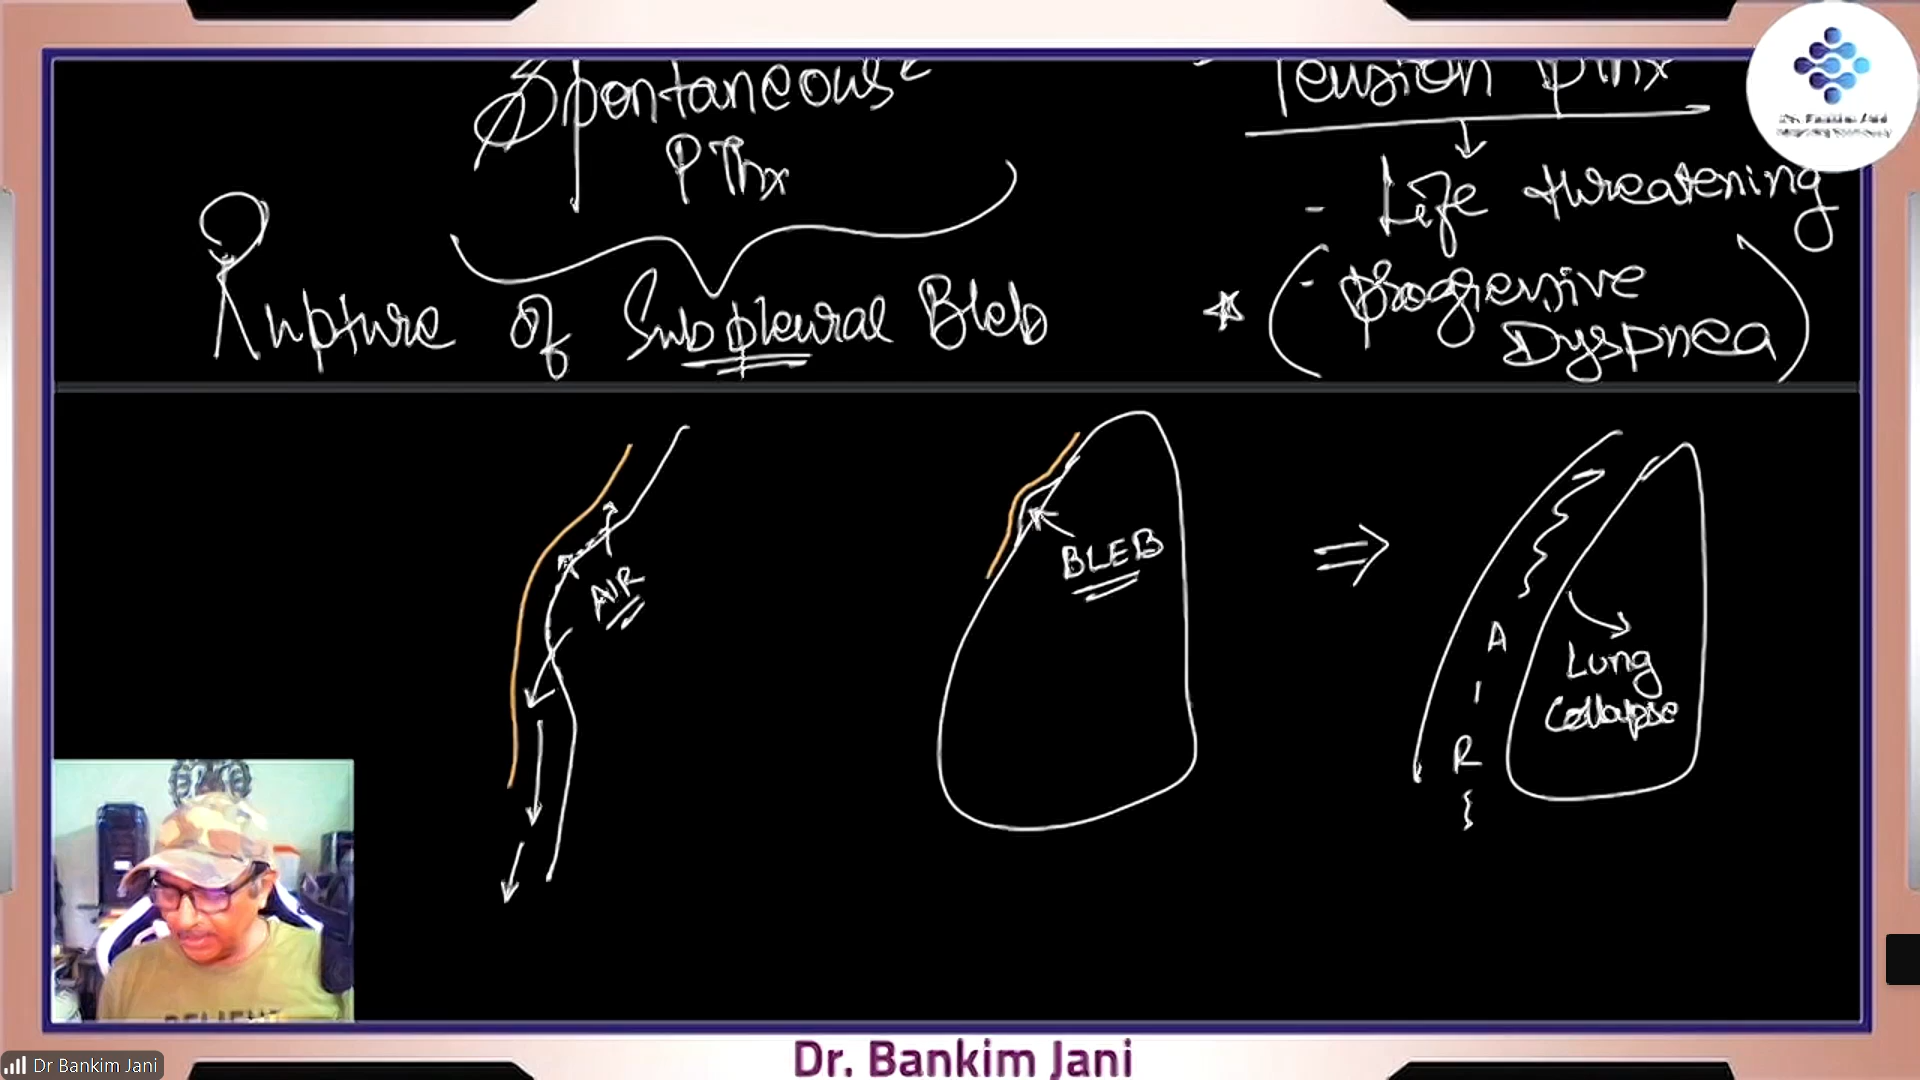 Spontaneous
PThx
Rupture of Subpleural Bleb
Tension PThx
- Life threatening
- Progressive
Dyspnea
AIR
BLEB
A
I
R
Lung
Collapse
Dr. Bankim Jani
Dr Bankim Jani